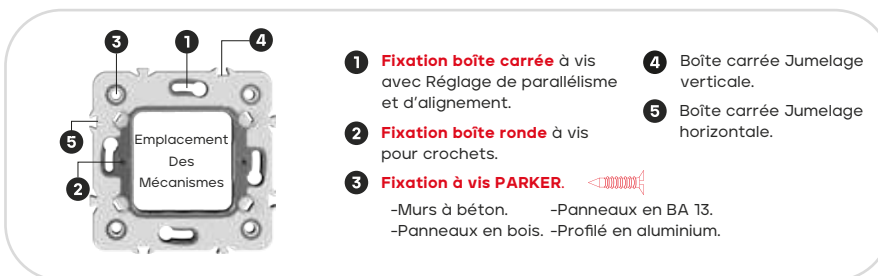 3
1
4
5
2
Emplacement
Des
Mécanismes
1 Fixation boîte carrée à vis
avec Réglage de parallélisme
et d'alignement.
2 Fixation boîte ronde à vis
pour crochets.
3 Fixation à vis PARKER.
-Murs à béton. -Panneaux en BA 13.
-Panneaux en bois. -Profilé en aluminium.
4 Boîte carrée Jumelage
verticale.
5 Boîte carrée Jumelage
horizontale.